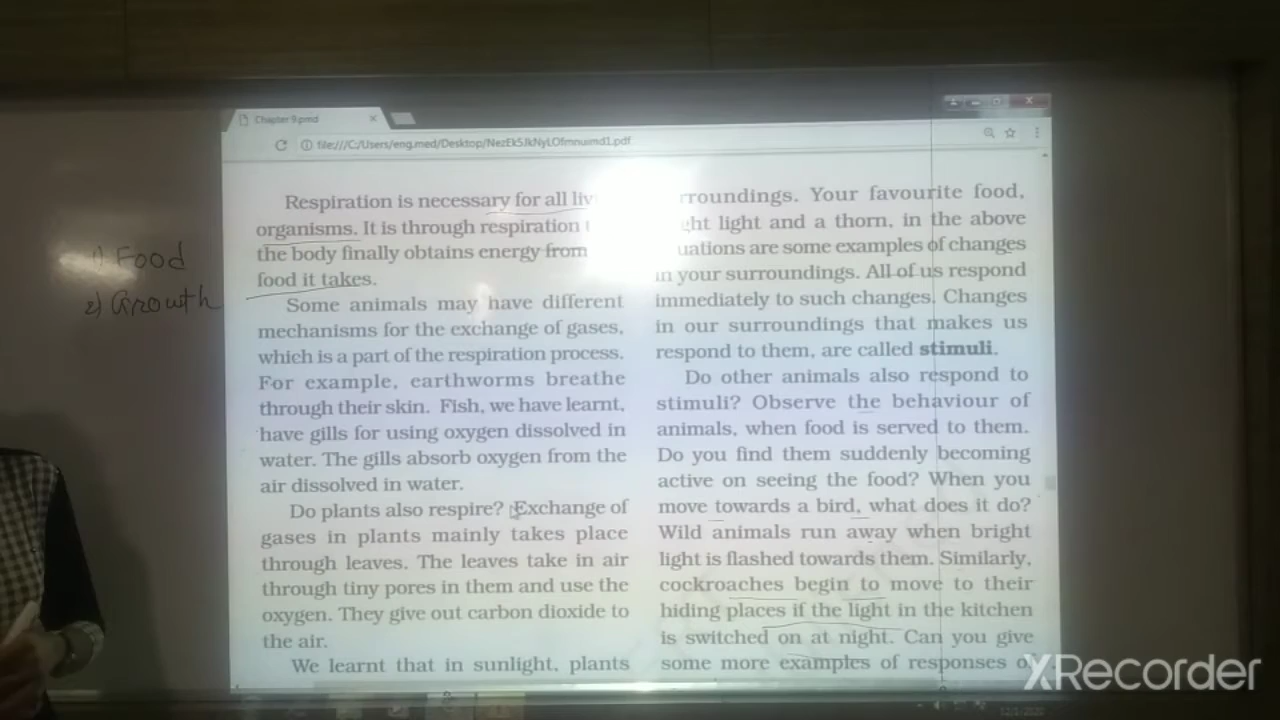 Chapter 9.pmd
file:///C:/Users/eng.med/Desktop/NezEkSJkNyLOfmnuimd1.pdf
1) Food
2) Growth
Respiration is necessary for all liv
organisms. It is through respiration t
the body finally obtains energy from
food it takes.
Some animals may have different
mechanisms for the exchange of gases,
which is a part of the respiration process.
For example, earthworms breathe
through their skin. Fish, we have learnt,
have gills for using oxygen dissolved in
water. The gills absorb oxygen from the
air dissolved in water.
Do plants also respire? Exchange of
gases in plants mainly takes place
through leaves. The leaves take in air
through tiny pores in them and use the
oxygen. They give out carbon dioxide to
the air.
We learnt that in sunlight, plants
rroundings. Your favourite food,
ght light and a thorn, in the above
uations are some examples of changes
in your surroundings. All of us respond
immediately to such changes. Changes
in our surroundings that makes us
respond to them, are called stimuli.
Do other animals also respond to
stimuli? Observe the behaviour of
animals, when food is served to them.
Do you find them suddenly becoming
active on seeing the food? When you
move towards a bird, what does it do?
Wild animals run away when bright
light is flashed towards them. Similarly,
cockroaches begin to move to their
hiding places if the light in the kitchen
is switched on at night. Can you give
some more examples of responses o
XRecorder